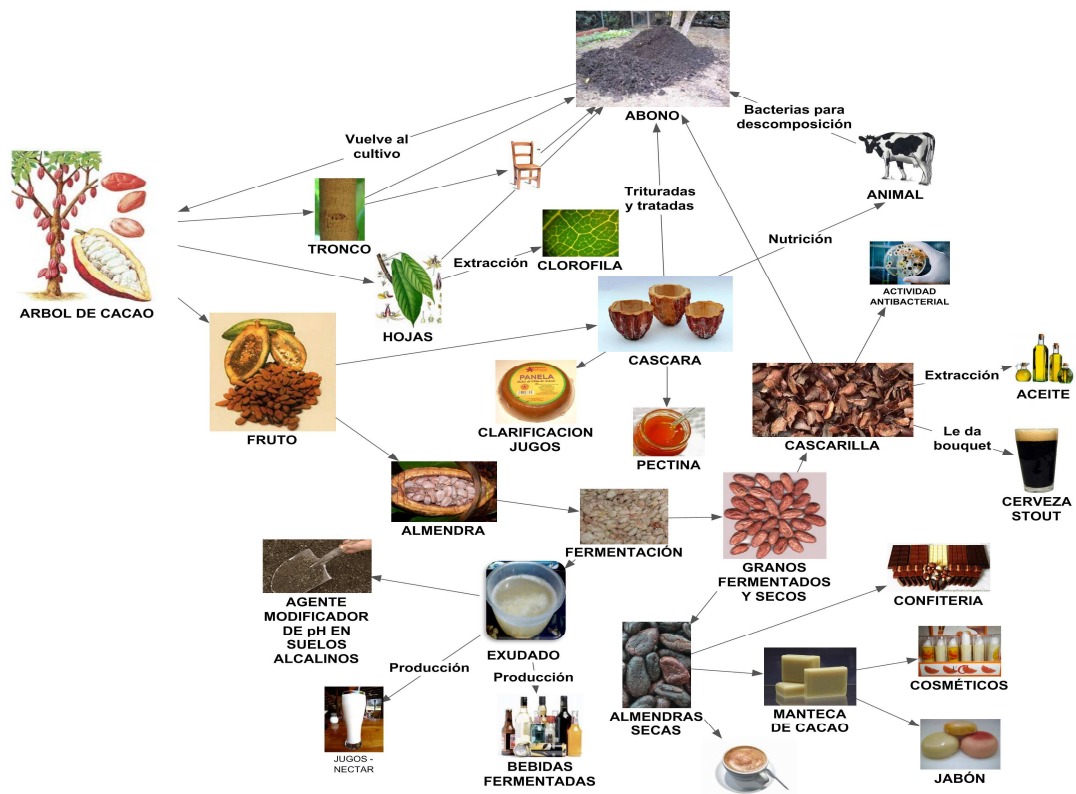 ABONO
Bacterias para
descomposición
Vuelve al
cultivo
ANIMAL
Trituradas
y tratadas
TRONCO
Nutrición
Extracción
CLOROFILA
ACTIVIDAD
ANTIBACTERIAL
ARBOL DE CACAO
HOJAS
CASCARA
PANELA
Extracción
ACEITE
FRUTO
CLARIFICACION
JUGOS
PECTINA
CASCARILLA
Le da
bouquet
CERVEZA
STOUT
ALMENDRA
FERMENTACIÓN
GRANOS
FERMENTADOS
Y SECOS
AGENTE
MODIFICADOR
DE pH EN
SUELOS
ALCALINOS
CONFITERIA
EXUDADO
Producción
Producción
COSMÉTICOS
ALMENDRAS
SECAS
MANTECA
DE CACAO
JUGOS -
NECTAR
BEBIDAS
FERMENTADAS
JABÓN